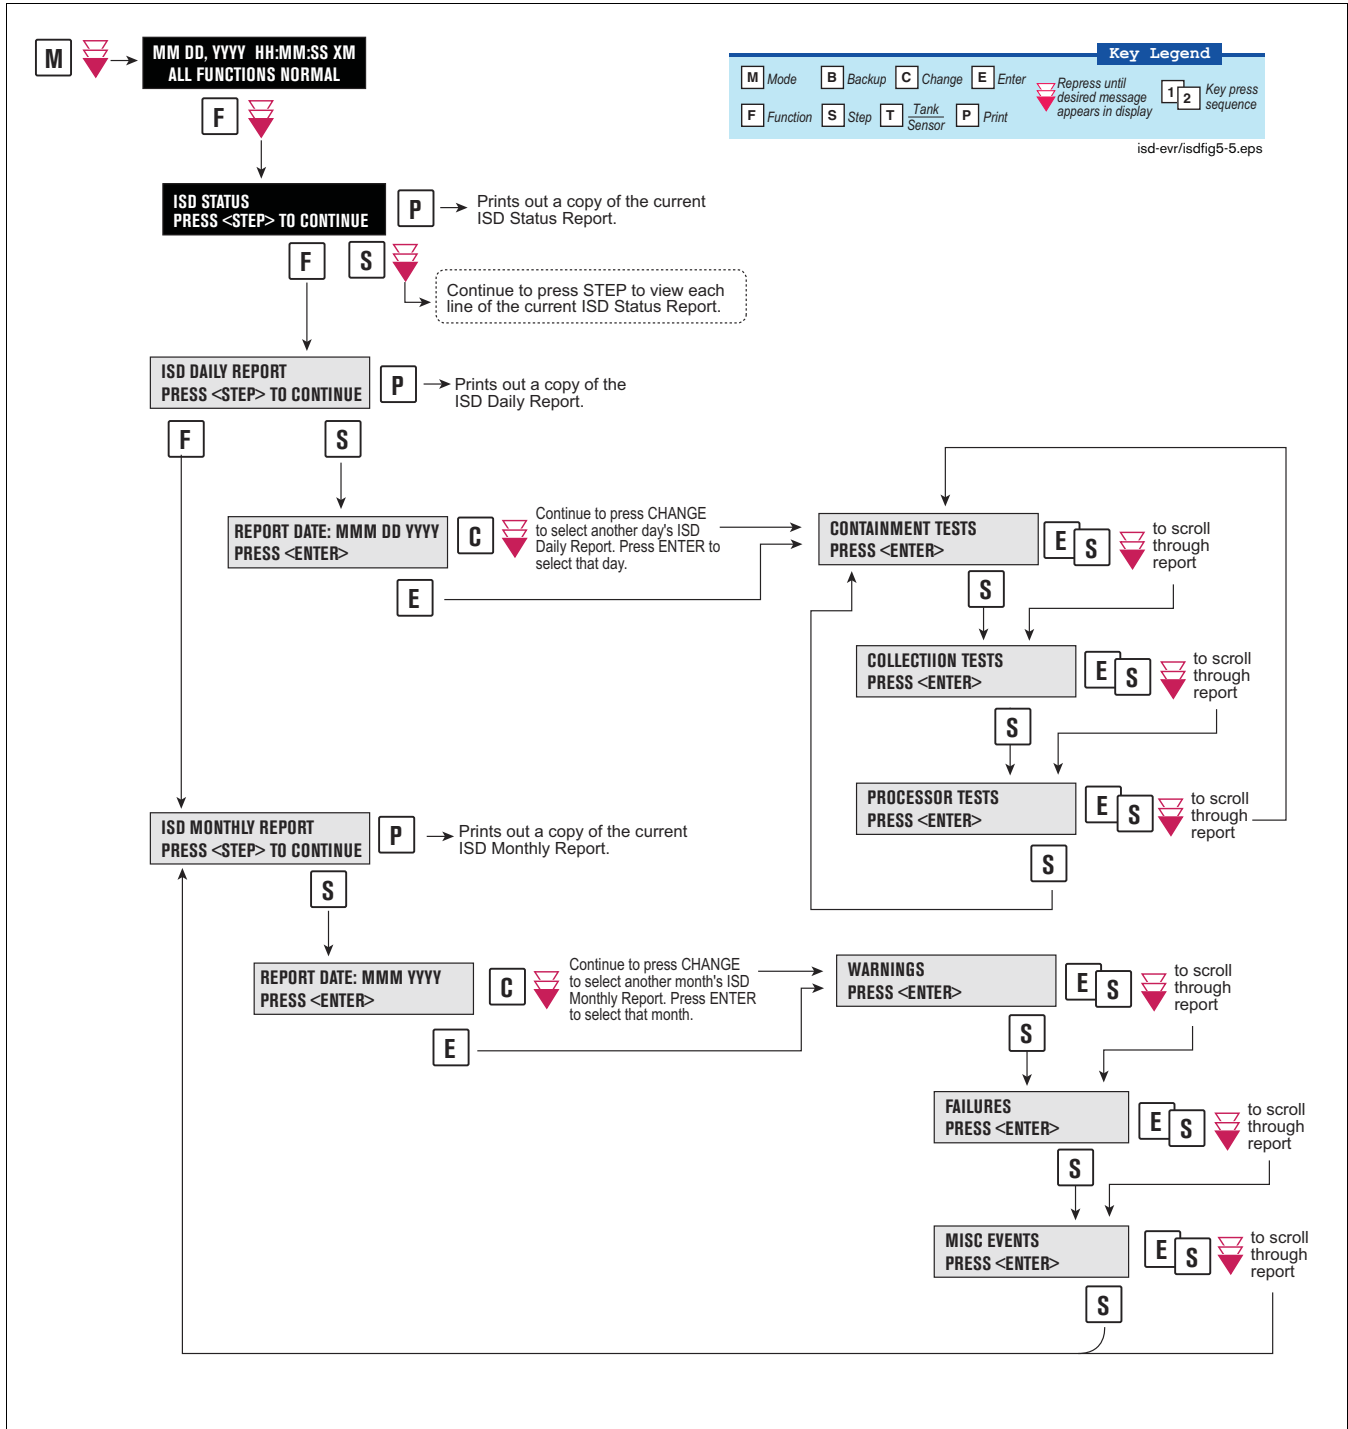 M
MM DD, YYYY HH:MM:SS XM
ALL FUNCTIONS NORMAL
Key Legend
M Mode
B Backup
C Change
E Enter
Repress until
desired message
appears in display
1 2
Key press
sequence
F Function
S Step
T Tank
Sensor
P Print
isd-evr/isdfig5-5.eps
F
ISD STATUS
PRESS <STEP> TO CONTINUE
P
Prints out a copy of the current
ISD Status Report.
F
S
Continue to press STEP to view each
line of the current ISD Status Report.
ISD DAILY REPORT
PRESS <STEP> TO CONTINUE
P
Prints out a copy of the
ISD Daily Report.
F
S
REPORT DATE: MMM DD YYYY
PRESS <ENTER>
C
Continue to press CHANGE
to select another day's ISD
Daily Report. Press ENTER to
select that day.
E
CONTAINMENT TESTS
PRESS <ENTER>
E S
to scroll
through
report
S
COLLECTIION TESTS
PRESS <ENTER>
E S
to scroll
through
report
S
PROCESSOR TESTS
PRESS <ENTER>
E S
to scroll
through
report
S
ISD MONTHLY REPORT
PRESS <STEP> TO CONTINUE
P
Prints out a copy of the current
ISD Monthly Report.
S
REPORT DATE: MMM YYYY
PRESS <ENTER>
C
Continue to press CHANGE
to select another month's ISD
Monthly Report. Press ENTER
to select that month.
E
WARNINGS
PRESS <ENTER>
E S
to scroll
through
report
S
FAILURES
PRESS <ENTER>
E S
to scroll
through
report
S
MISC EVENTS
PRESS <ENTER>
E S
to scroll
through
report
S